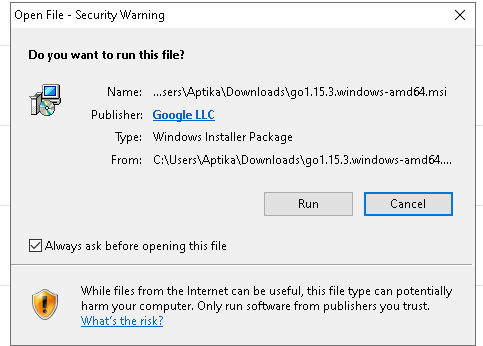 Open File - Security Warning
Do you want to run this file?
Name: ...sers\Aptika\Downloads\go1.15.3.windows-amd64.msi
Publisher: Google LLC
Type: Windows Installer Package
From: C:\Users\Aptika\Downloads\go1.15.3.windows-amd64....
Run Cancel
Always ask before opening this file
While files from the Internet can be useful, this file type can potentially
harm your computer. Only run software from publishers you trust.
What's the risk?